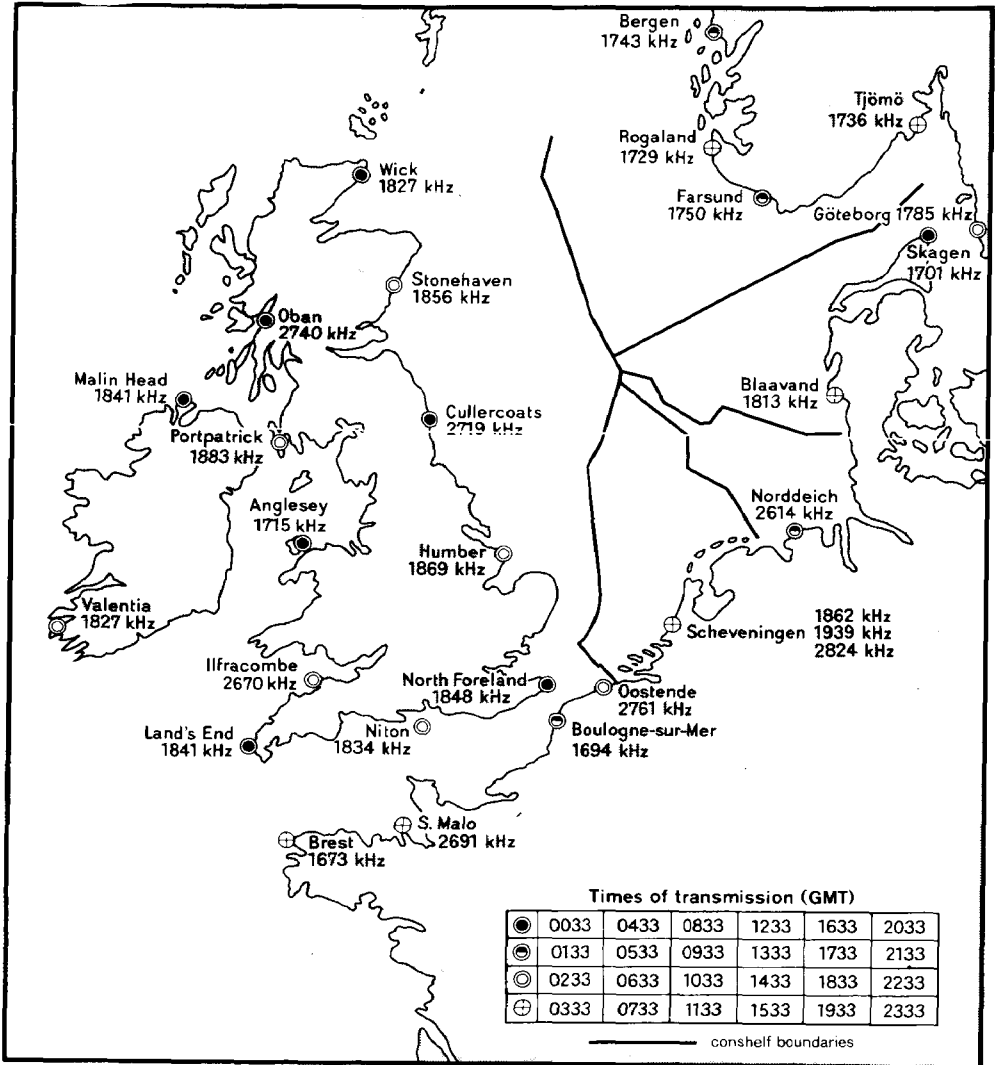 Bergen
1743 kHz
Tjömö
1736 kHz
Rogaland
1729 kHz
Wick
1827 kHz
Farsund
1750 kHz
Göteborg 1785 kHz
Skagen
1701 kHz
Stonehaven
1856 kHz
Oban
2740 kHz
Malin Head
1841 kHz
Blaavand
1813 kHz
Cullercoats
2719 kHz
Portpatrick
1883 kHz
Anglesey
1715 kHz
Norddeich
2614 kHz
Humber
1869 kHz
Valentia
1827 kHz
1862 kHz
Scheveningen 1939 kHz
2824 kHz
Ilfracombe
2670 kHz
North Foreland
1848 kHz
Oostende
2761 kHz
Land's End
1841 kHz
Niton
1834 kHz
Boulogne-sur-Mer
1694 kHz
S. Malo
2691 kHz
Brest
1673 kHz
Times of transmission (GMT)
0033 0433 0833 1233 1633 2033
0133 0533 0933 1333 1733 2133
0233 0633 1033 1433 1833 2233
0333 0733 1133 1533 1933 2333
conshelf boundaries